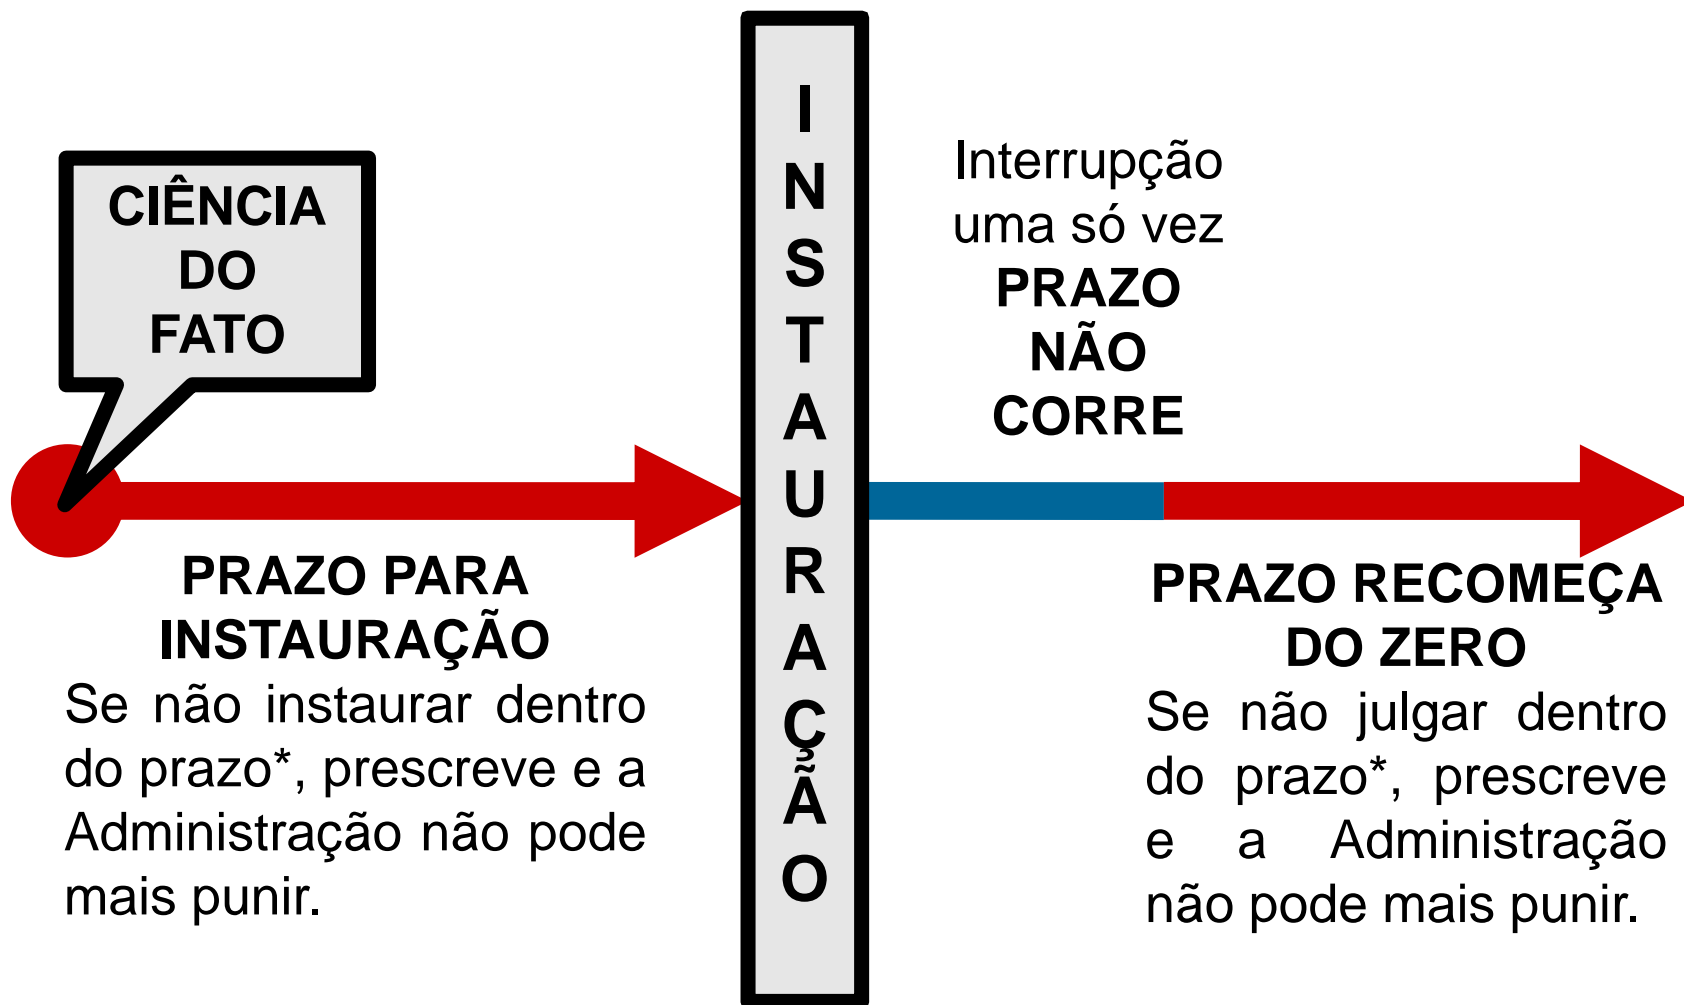 CIÊNCIA
DO
FATO
PRAZO PARA
INSTAURAÇÃO
Se não instaurar dentro
do prazo*, prescreve e a
Administração não pode
mais punir.
I
N
S
T
A
U
R
A
Ç
Ã
O
Interrupção
uma só vez
PRAZO
NÃO
CORRE
PRAZO RECOMEÇA
DO ZERO
Se não julgar dentro
do prazo*, prescreve
e a Administração
não pode mais punir.